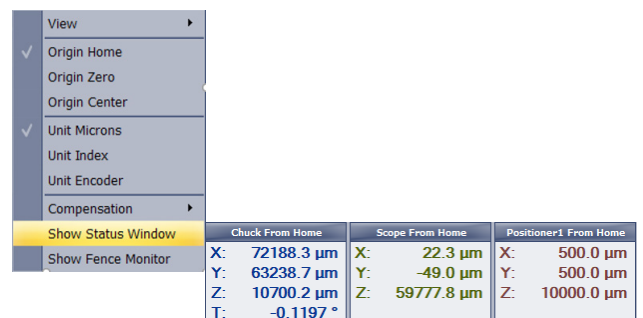 View
Origin Home
Origin Zero
Origin Center
Unit Microns
Unit Index
Unit Encoder
Compensation
Show Status Window
Show Fence Monitor
Chuck From Home Scope From Home Positioner1 From Home
X: 72188.3 µm X: 22.3 µm X: 500.0 µm
Y: 63238.7 µm Y: -49.0 µm Y: 500.0 µm
Z: 10700.2 µm Z: 59777.8 µm Z: 10000.0 µm
T: -0.1197 °